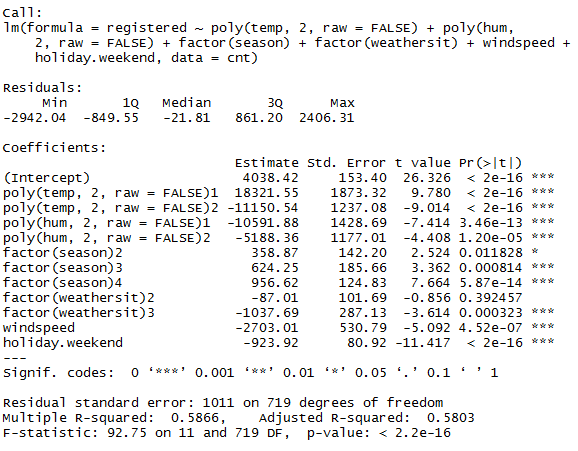 Call:
lm(formula = registered ~ poly(temp, 2, raw = FALSE) + poly(hum,
    2, raw = FALSE) + factor(season) + factor(weathersit) + windspeed +
    holiday.weekend, data = cnt)

Residuals:
     Min       1Q   Median       3Q      Max
-2942.04  -849.55   -21.81   861.20  2406.31

Coefficients:
                             Estimate Std. Error t value Pr(>|t|)
(Intercept)                   4038.42     153.40  26.326  < 2e-16 ***
poly(temp, 2, raw = FALSE)1  18321.55    1873.32   9.780  < 2e-16 ***
poly(temp, 2, raw = FALSE)2 -11150.54    1237.08  -9.014  < 2e-16 ***
poly(hum, 2, raw = FALSE)1  -10591.88    1428.69  -7.414 3.46e-13 ***
poly(hum, 2, raw = FALSE)2   -5188.36    1177.01  -4.408 1.20e-05 ***
factor(season)2                358.87     142.20   2.524 0.011828 *
factor(season)3                624.25     185.66   3.362 0.000814 ***
factor(season)4                956.62     124.83   7.664 5.87e-14 ***
factor(weathersit)2            -87.01     101.69  -0.856 0.392457
factor(weathersit)3          -1037.69     287.13  -3.614 0.000323 ***
windspeed                    -2703.01     530.79  -5.092 4.52e-07 ***
holiday.weekend               -923.92      80.92 -11.417  < 2e-16 ***
---
Signif. codes:  0 ‘***’ 0.001 ‘**’ 0.01 ‘*’ 0.05 ‘.’ 0.1 ‘ ’ 1

Residual standard error: 1011 on 719 degrees of freedom
Multiple R-squared:  0.5866,    Adjusted R-squared:  0.5803
F-statistic: 92.75 on 11 and 719 DF,  p-value: < 2.2e-16